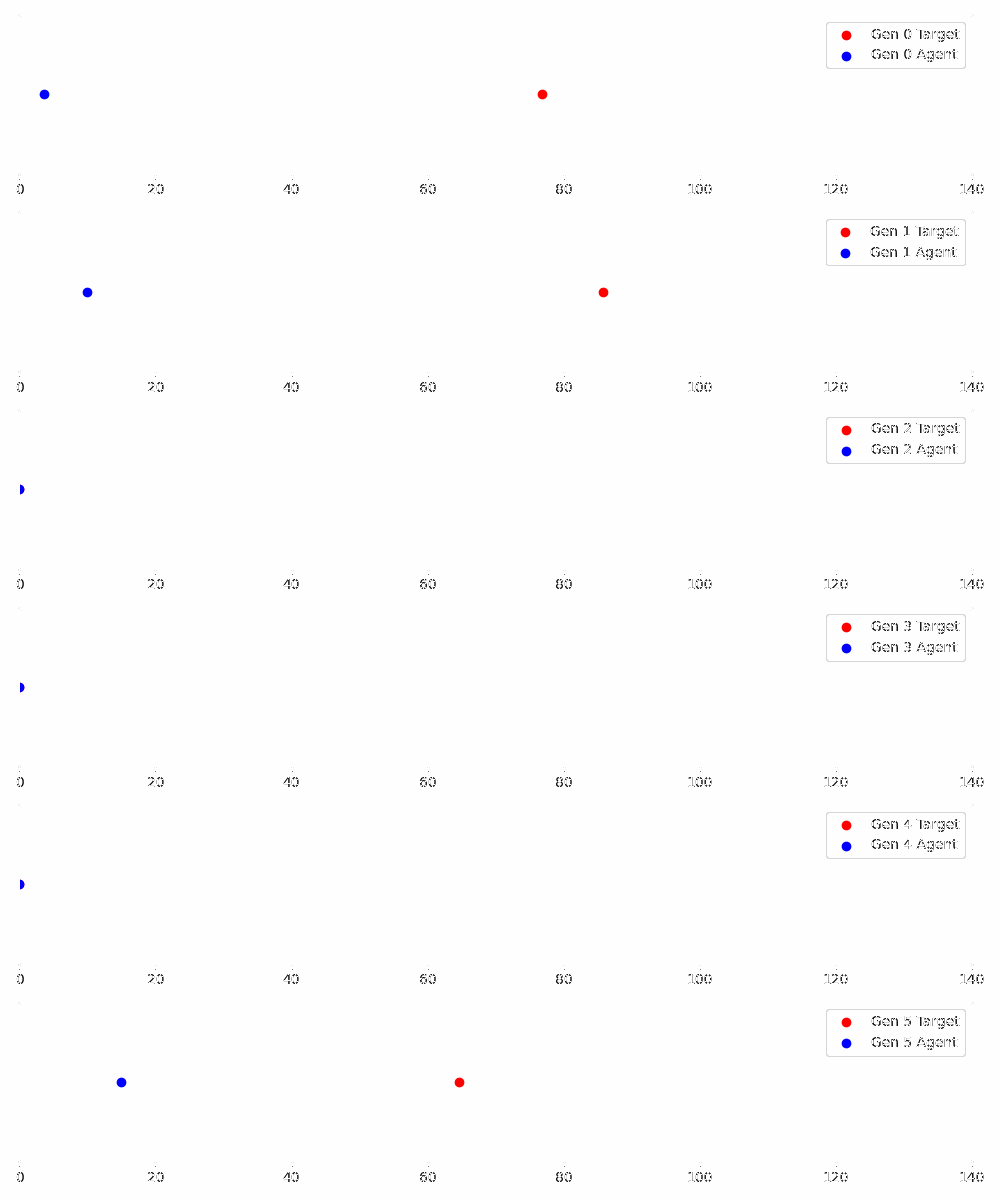 Gen 0 Target
Gen 0 Agent
0 20 40 60 80 100 120 140
Gen 1 Target
Gen 1 Agent
0 20 40 60 80 100 120 140
Gen 2 Target
Gen 2 Agent
0 20 40 60 80 100 120 140
Gen 3 Target
Gen 3 Agent
0 20 40 60 80 100 120 140
Gen 4 Target
Gen 4 Agent
0 20 40 60 80 100 120 140
Gen 5 Target
Gen 5 Agent
0 20 40 60 80 100 120 140